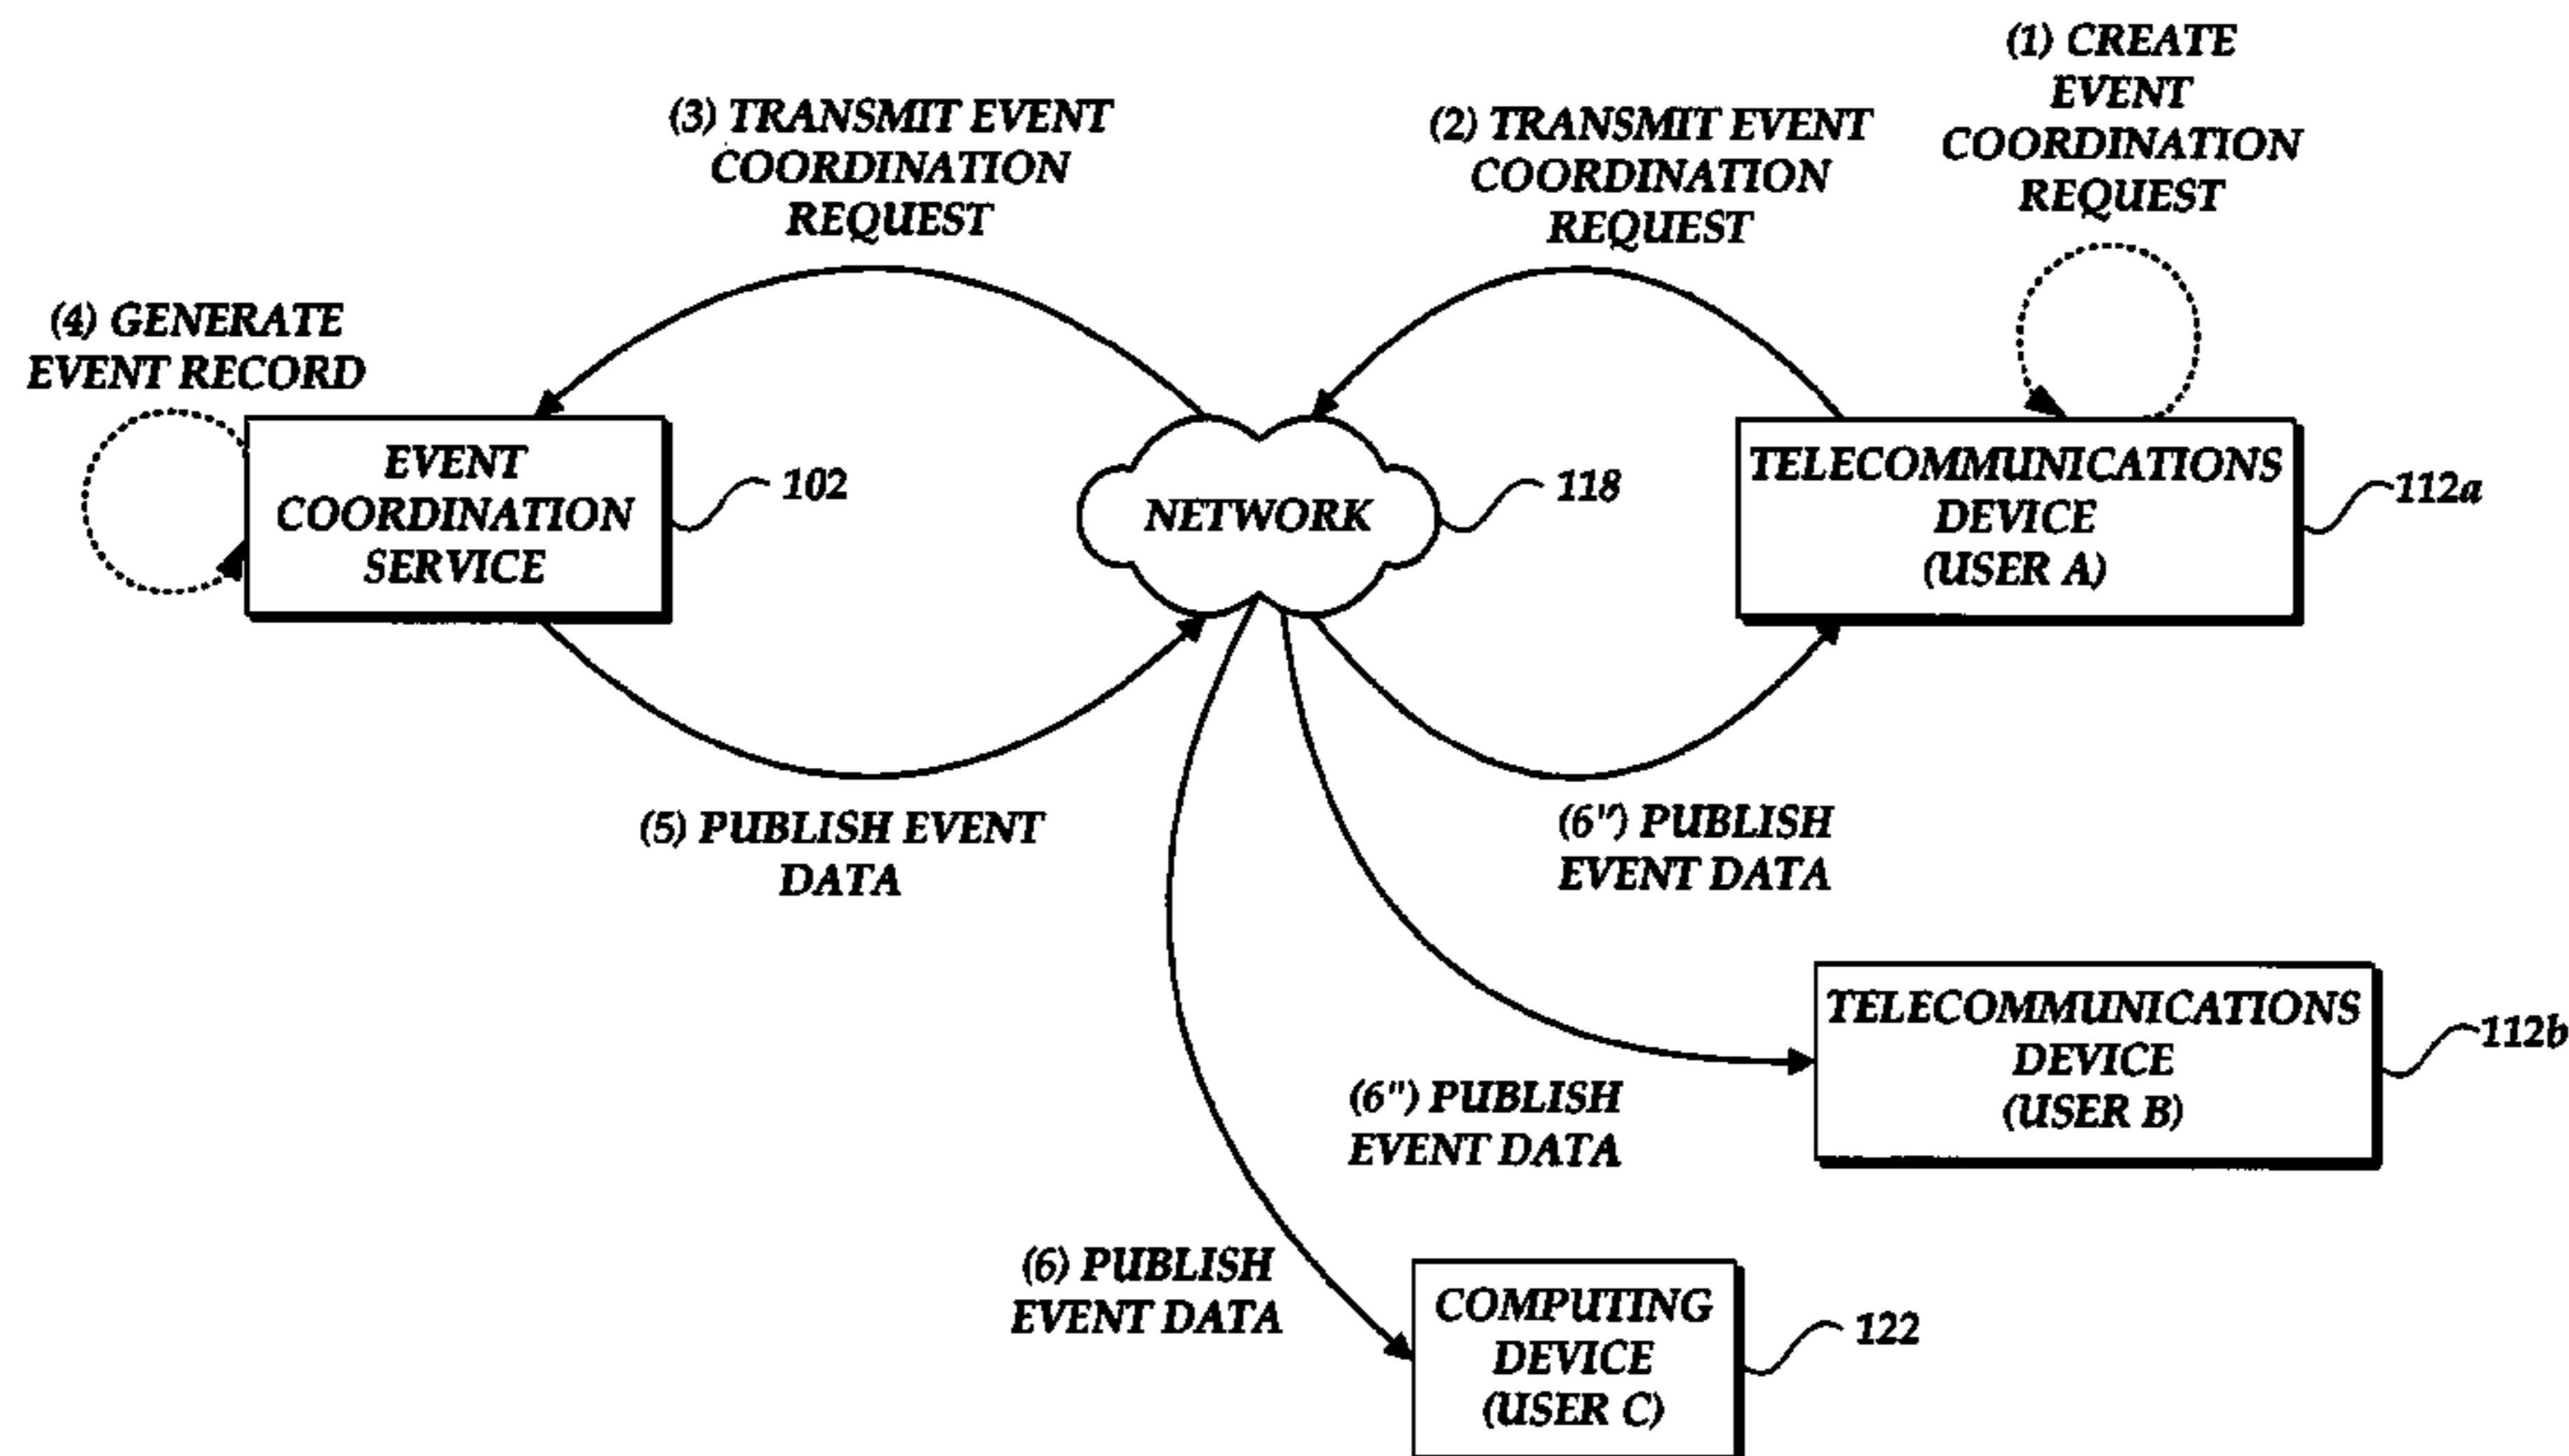 (1) CREATE
EVENT
COORDINATION
REQUEST
(3) TRANSMIT EVENT
COORDINATION
REQUEST
(2) TRANSMIT EVENT
COORDINATION
REQUEST
(4) GENERATE
EVENT RECORD
EVENT
COORDINATION
SERVICE
102
NETWORK
118
TELECOMMUNICATIONS
DEVICE
(USER A)
112a
(5) PUBLISH EVENT
DATA
(6") PUBLISH
EVENT DATA
TELECOMMUNICATIONS
DEVICE
(USER B)
112b
(6") PUBLISH
EVENT DATA
(6) PUBLISH
EVENT DATA
COMPUTING
DEVICE
(USER C)
122